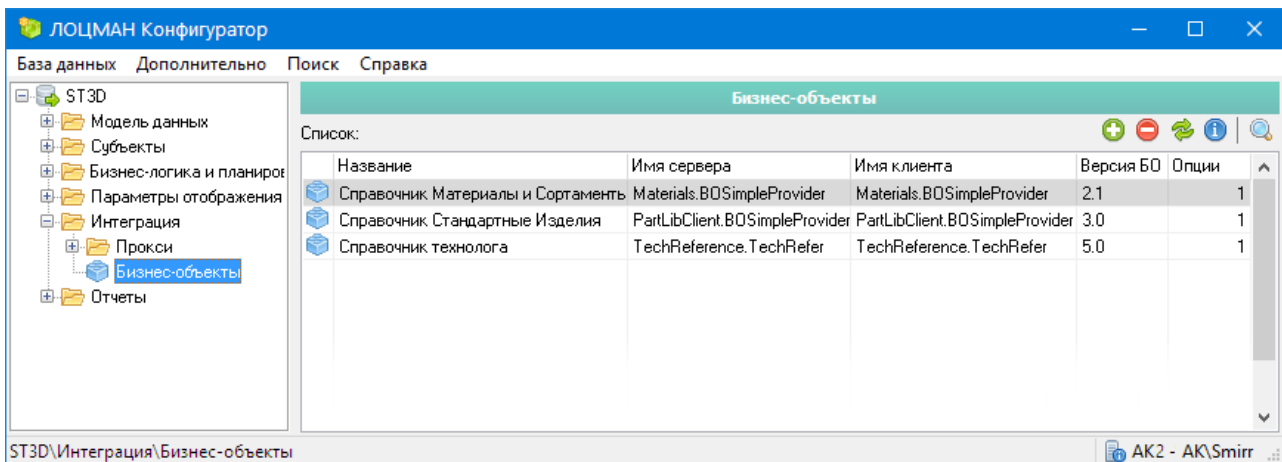 ЛОЦМАН Конфигуратор
База данных Дополнительно Поиск Справка
ST3D
Модель данных
Субъекты
Бизнес-логика и планиров
Параметры отображения
Интеграция
Прокси
Бизнес-объекты
Отчеты
Бизнес-объекты
Список:
Название Имя сервера Имя клиента Версия БО Опции
Справочник Материалы и Сортаменты Materials.BOSimpleProvider Materials.BOSimpleProvider 2.1 1
Справочник Стандартные Изделия PartLibClient.BOSimpleProvider PartLibClient.BOSimpleProvider 3.0 1
Справочник технолога TechReference.TechRefer TechReference.TechRefer 5.0 1
ST3D\Интеграция\Бизнес-объекты AK2 - AK\Smirr